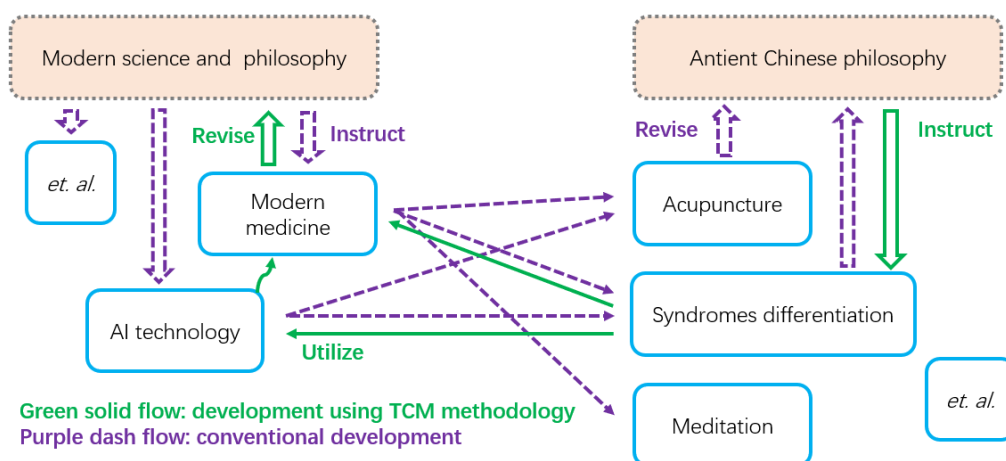 Modern science and philosophy
Antient Chinese philosophy
Revise
Instruct
Revise
Instruct
et. al.
Modern
medicine
Acupuncture
AI technology
Syndromes differentiation
Utilize
Meditation
et. al.
Green solid flow: development using TCM methodology
Purple dash flow: conventional development